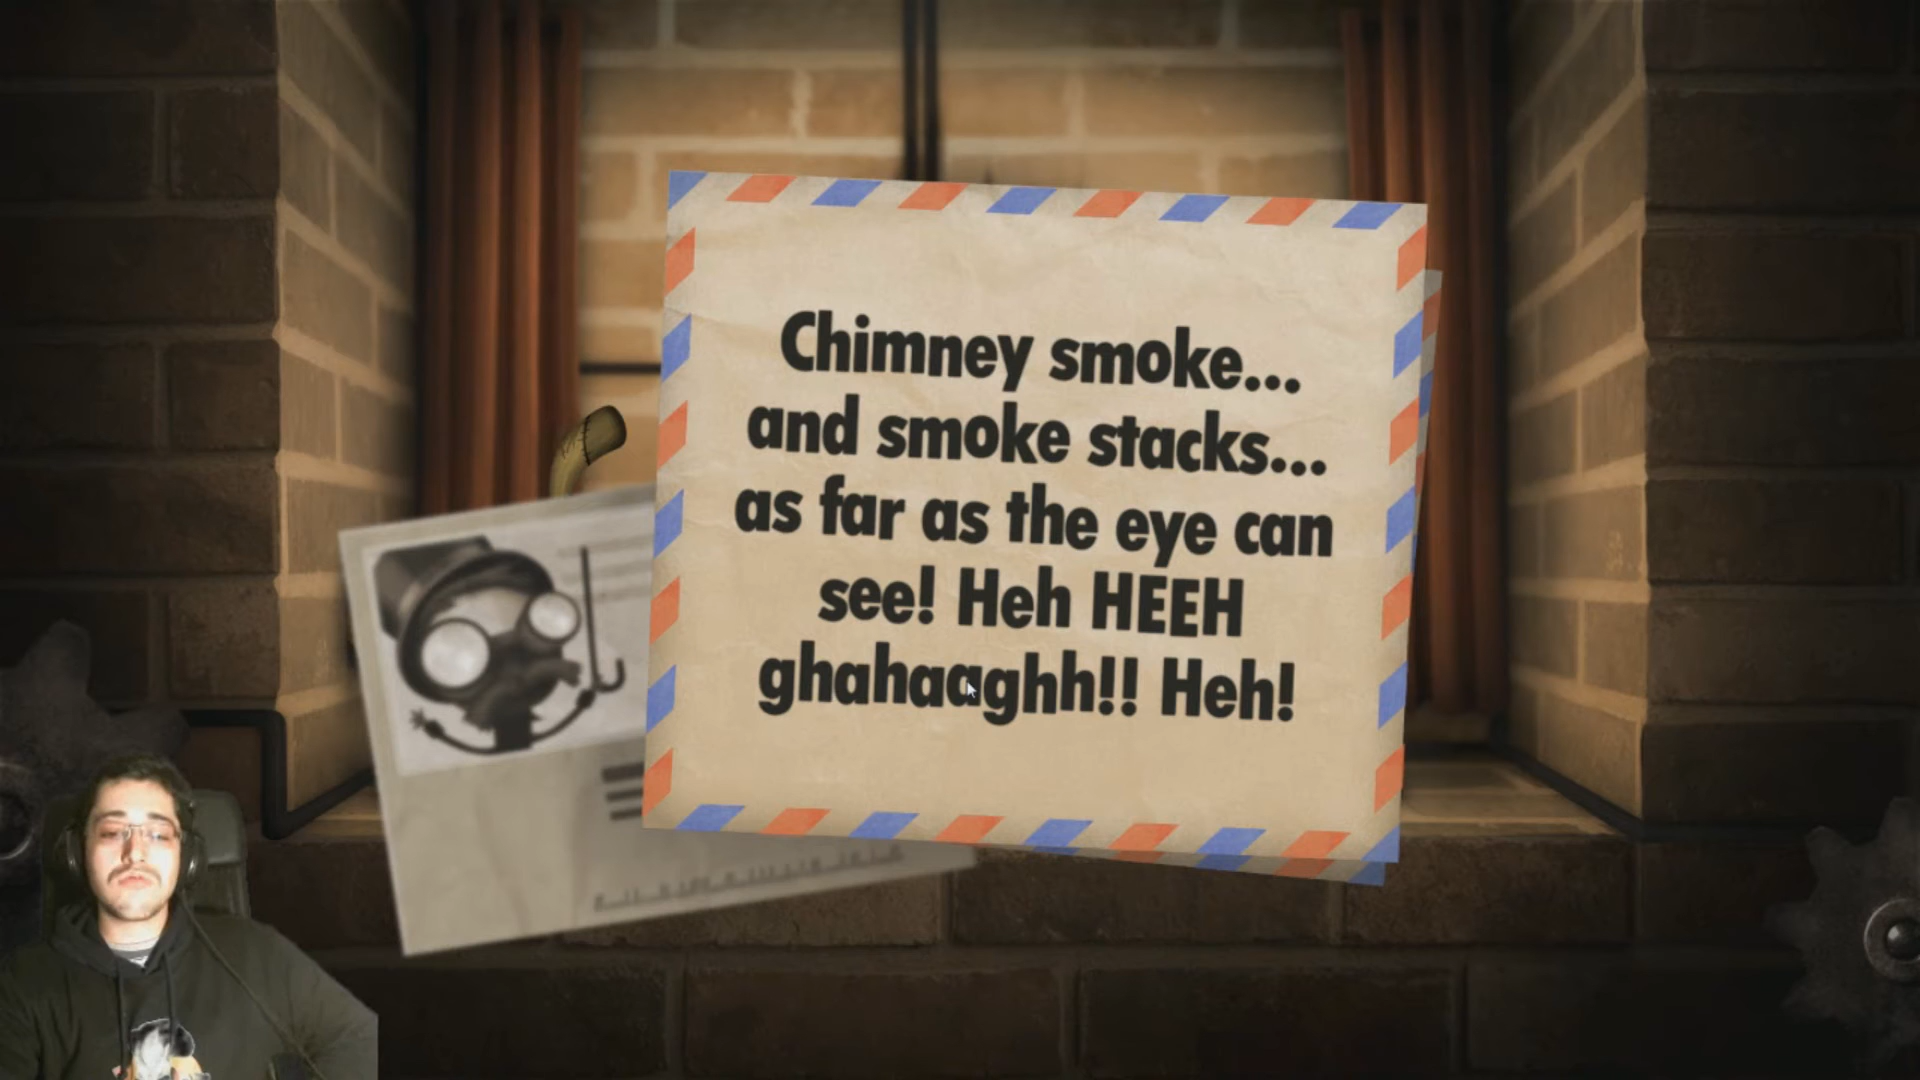 Chimney smoke...
and smoke stacks...
as far as the eye can
see! Heh HEEH
ghahaaghh!! Heh!